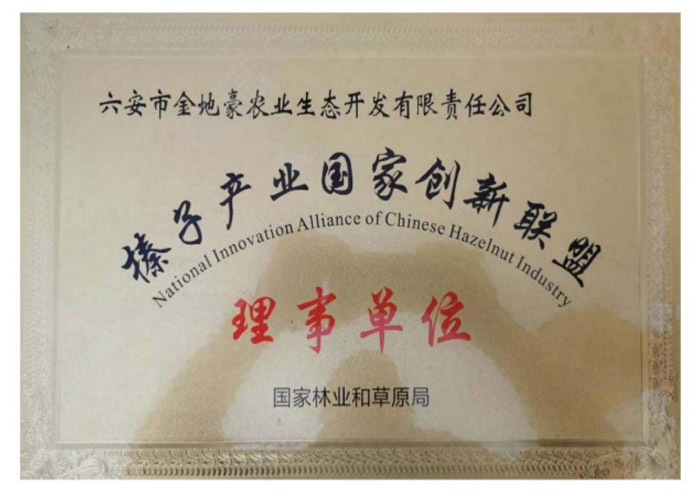 六安市金地豪农业生态开发有限责任公司
榛子产业国家创新联盟
National Innovation Alliance of Chinese Hazelnut Industry
理事单位
国家林业和草原局